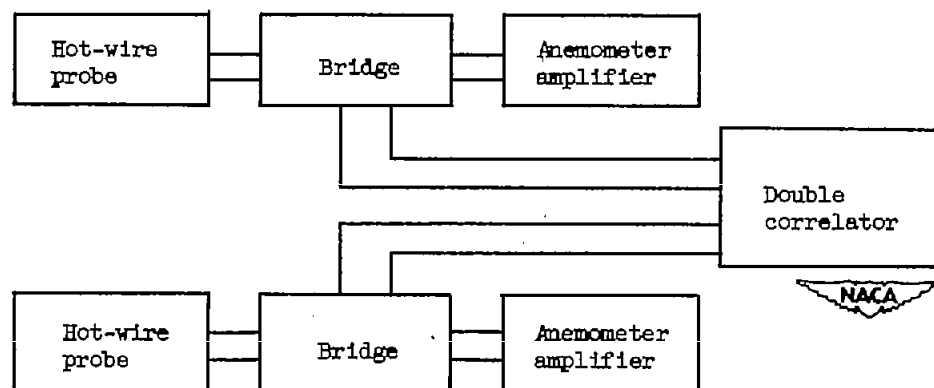 Hot-wire
probe
Bridge
Anemometer
amplifier
Double
correlator
NACA
Hot-wire
probe
Bridge
Anemometer
amplifier